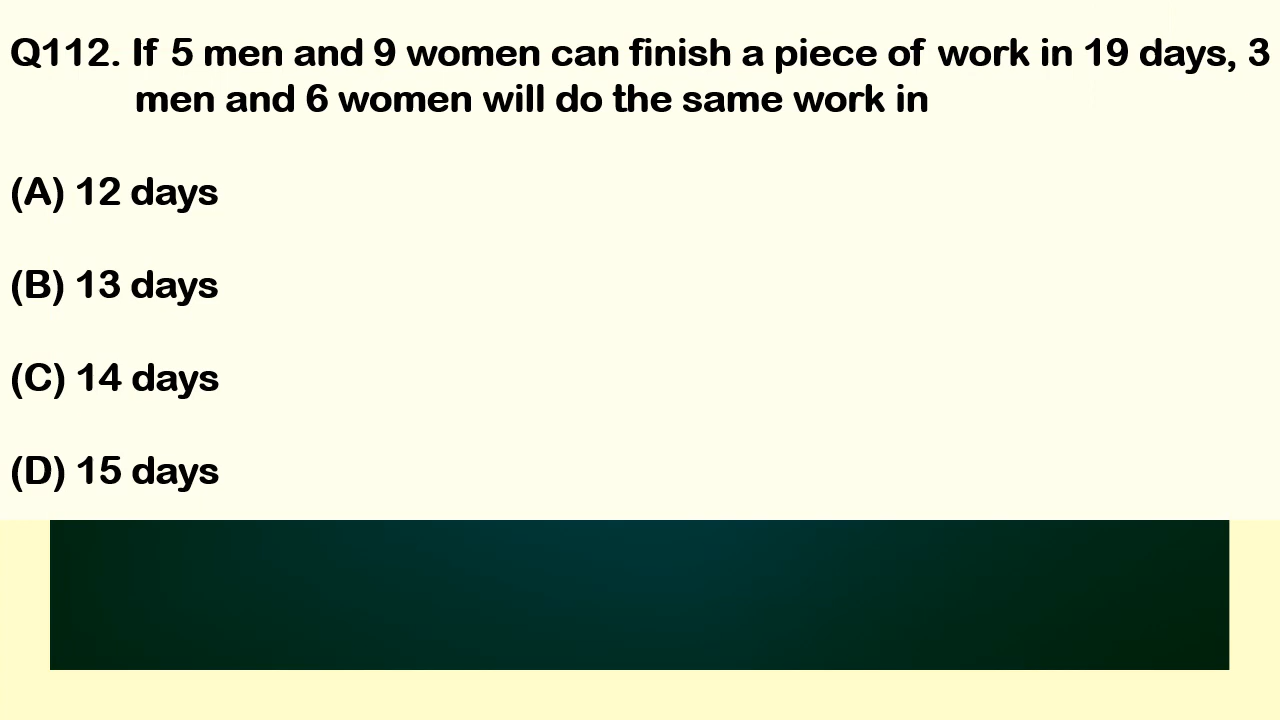 Q112. If 5 men and 9 women can finish a piece of work in 19 days, 3
men and 6 women will do the same work in
(A) 12 days
(B) 13 days
(C) 14 days
(D) 15 days